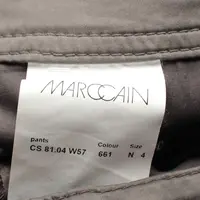 MARCCAIN
pants Colour Size
CS 81.04 W57 661 N 4